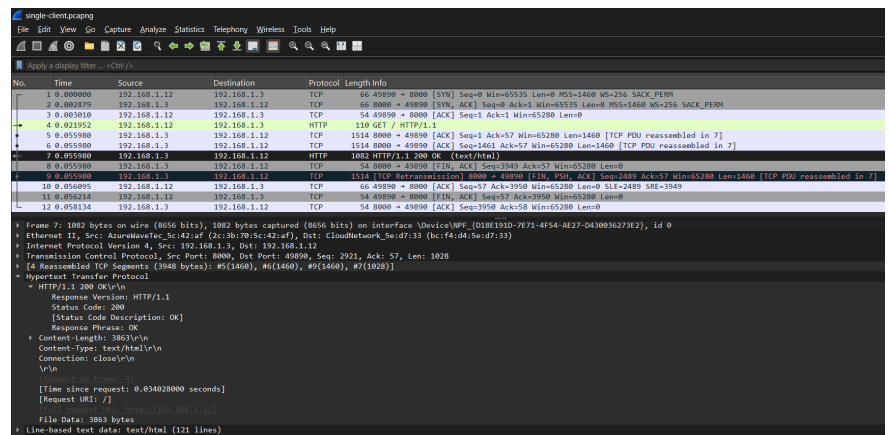 single-client.pcapng
File Edit View Go Capture Analyze Statistics Telephony Wireless Tools Help
Apply a display filter ... <Ctrl-/>
No. Time Source Destination Protocol Length Info
1 0.000000 192.168.1.12 192.168.1.3 TCP 66 49890 → 8000 [SYN] Seq=0 Win=65535 Len=0 MSS=1460 WS=256 SACK_PERM
2 0.002879 192.168.1.3 192.168.1.12 TCP 66 8000 → 49890 [SYN, ACK] Seq=0 Ack=1 Win=65535 Len=0 MSS=1460 WS=256 SACK_PERM
3 0.003010 192.168.1.12 192.168.1.3 TCP 54 49890 → 8000 [ACK] Seq=1 Ack=1 Win=65280 Len=0
4 0.021952 192.168.1.12 192.168.1.3 HTTP 110 GET / HTTP/1.1
5 0.055980 192.168.1.3 192.168.1.12 TCP 1514 8000 → 49890 [ACK] Seq=1 Ack=57 Win=65280 Len=1460 [TCP PDU reassembled in 7]
6 0.055980 192.168.1.3 192.168.1.12 TCP 1514 8000 → 49890 [ACK] Seq=1461 Ack=57 Win=65280 Len=1460 [TCP PDU reassembled in 7]
7 0.055980 192.168.1.3 192.168.1.12 HTTP 1082 HTTP/1.1 200 OK (text/html)
8 0.055980 192.168.1.3 192.168.1.12 TCP 54 8000 → 49890 [FIN, ACK] Seq=3949 Ack=57 Win=65280 Len=0
9 0.055980 192.168.1.3 192.168.1.12 TCP 1514 [TCP Retransmission] 8000 → 49890 [FIN, PSH, ACK] Seq=2489 Ack=57 Win=65280 Len=1460 [TCP PDU reassembled in 7]
10 0.056095 192.168.1.12 192.168.1.3 TCP 66 49890 → 8000 [ACK] Seq=57 Ack=3950 Win=65280 Len=0 SLE=2489 SRE=3949
11 0.056214 192.168.1.12 192.168.1.3 TCP 54 49890 → 8000 [FIN, ACK] Seq=57 Ack=3950 Win=65280 Len=0
12 0.058134 192.168.1.3 192.168.1.12 TCP 54 8000 → 49890 [ACK] Seq=3950 Ack=58 Win=65280 Len=0
Frame 7: 1082 bytes on wire (8656 bits), 1082 bytes captured (8656 bits) on interface \Device\NPF_{D18E191D-7E71-4F54-AE27-D430036273E2}, id 0
Ethernet II, Src: AzureWaveTec_5c:42:af (2c:3b:70:5c:42:af), Dst: CloudNetwork_5e:d7:33 (bc:f4:d4:5e:d7:33)
Internet Protocol Version 4, Src: 192.168.1.3, Dst: 192.168.1.12
Transmission Control Protocol, Src Port: 8000, Dst Port: 49890, Seq: 2921, Ack: 57, Len: 1028
[4 Reassembled TCP Segments (3948 bytes): #5(1460), #6(1460), #9(1460), #7(1028)]
Hypertext Transfer Protocol
HTTP/1.1 200 OK\r\n
Response Version: HTTP/1.1
Status Code: 200
[Status Code Description: OK]
Response Phrase: OK
Content-Length: 3863\r\n
Content-Type: text/html\r\n
Connection: close\r\n
\r\n
[Request in frame: 4]
[Time since request: 0.034028000 seconds]
[Request URI: /]
[Full request URI: http://192.168.1.3/]
File Data: 3863 bytes
Line-based text data: text/html (121 lines)